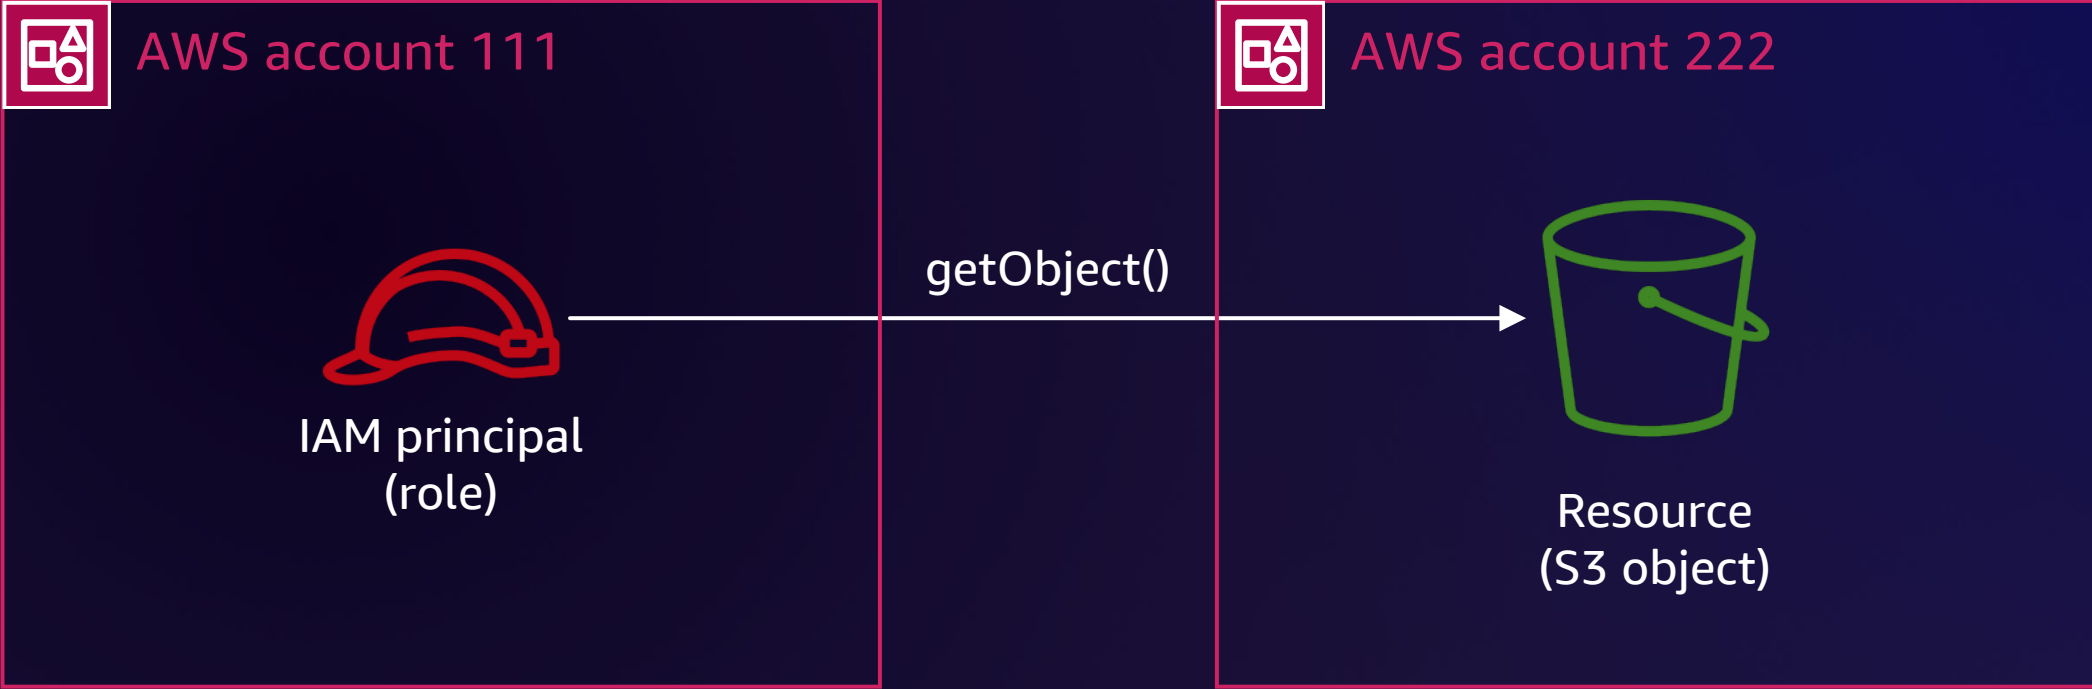 AWS account 111
AWS account 222
getObject()
IAM principal
(role)
Resource
(S3 object)